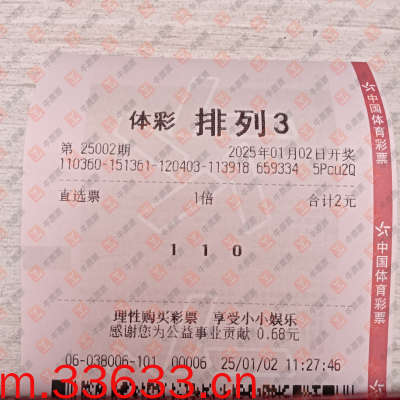 体彩 排列3
第 25002期 2025年01月02日开奖
110360-151361-120403-113918 659334 5Pcu2Q
直选票 1倍 合计2元
1 1 0
理性购买彩票 享受小小娱乐
感谢您为公益事业贡献 0.68元
06-038006-101 00006 25/01/02 11:27:46
m.33633.cn
中国体育彩票
中国体育彩票